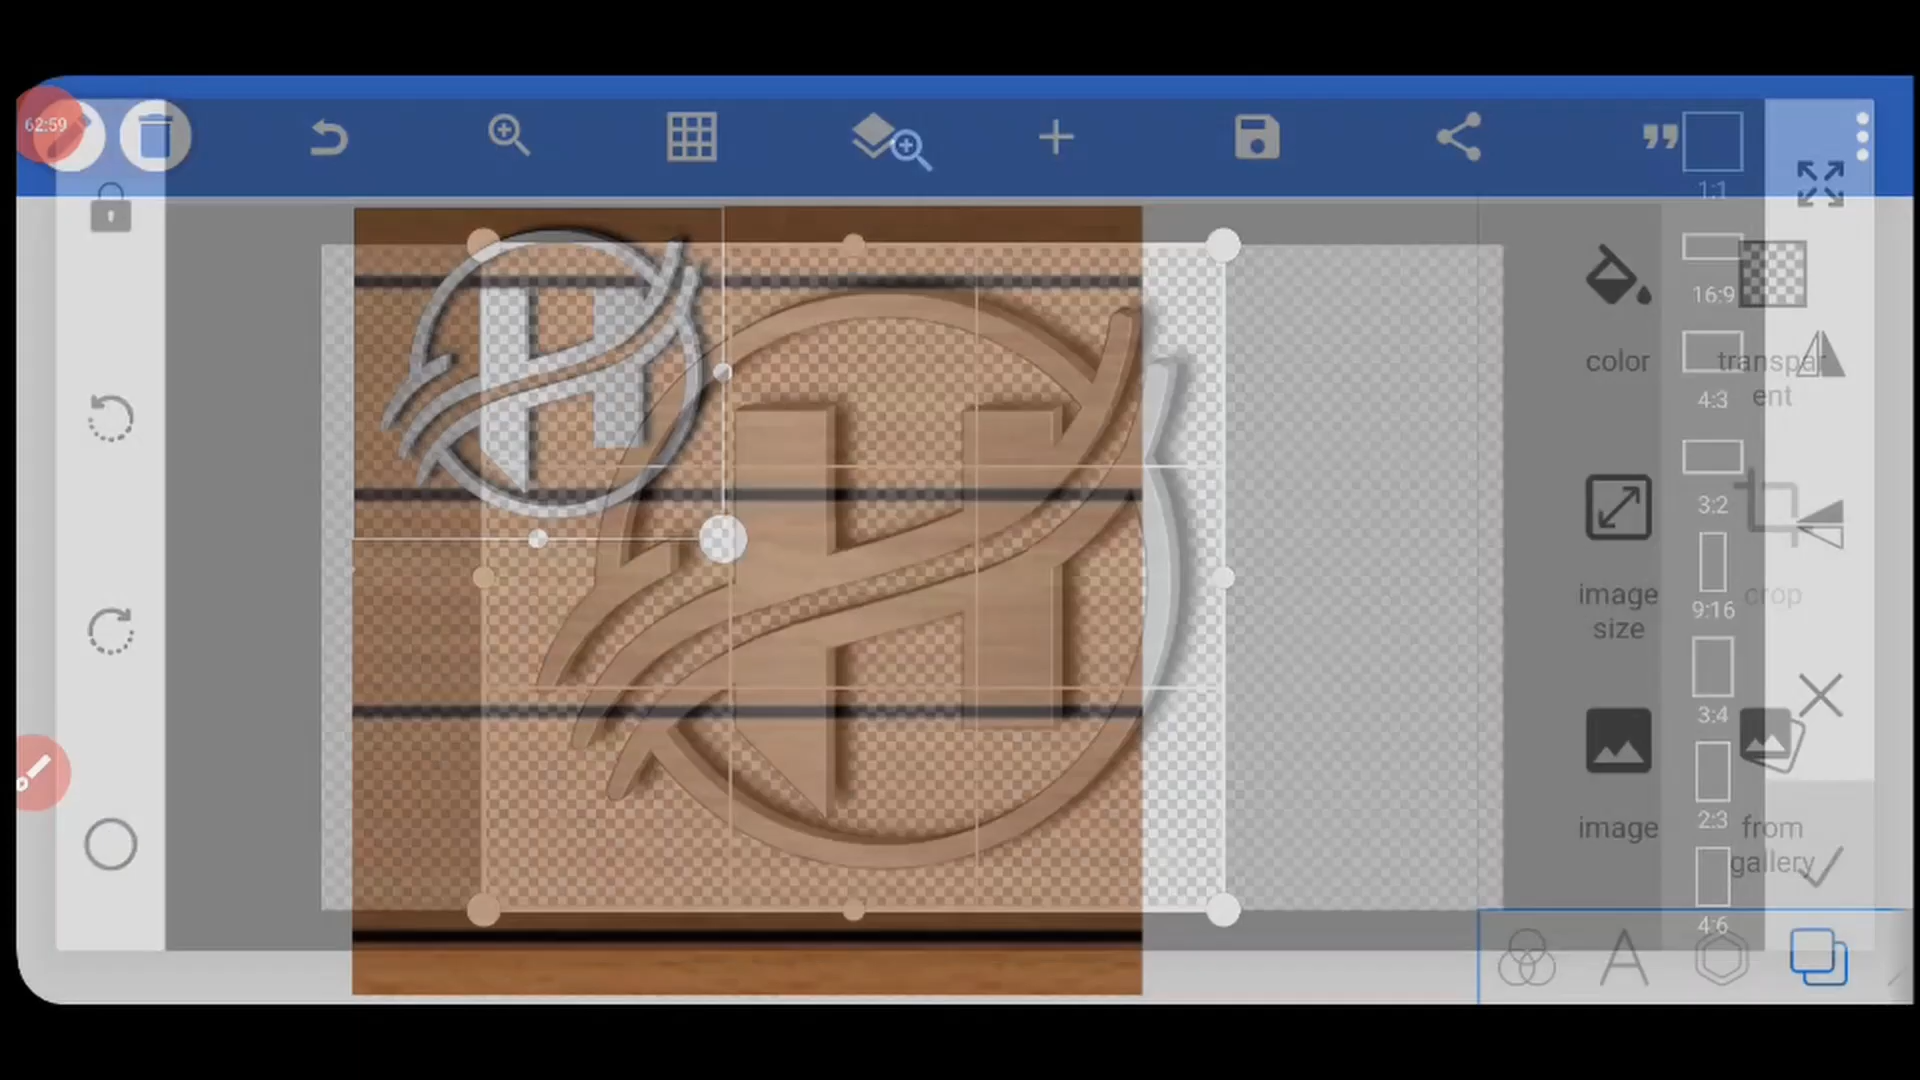 62:59
1:1
16:9
color
transpar
ent
4:3
3:2
image
size
9:16
crop
3:4
image
from
gallery
2:3
4:6
H
H